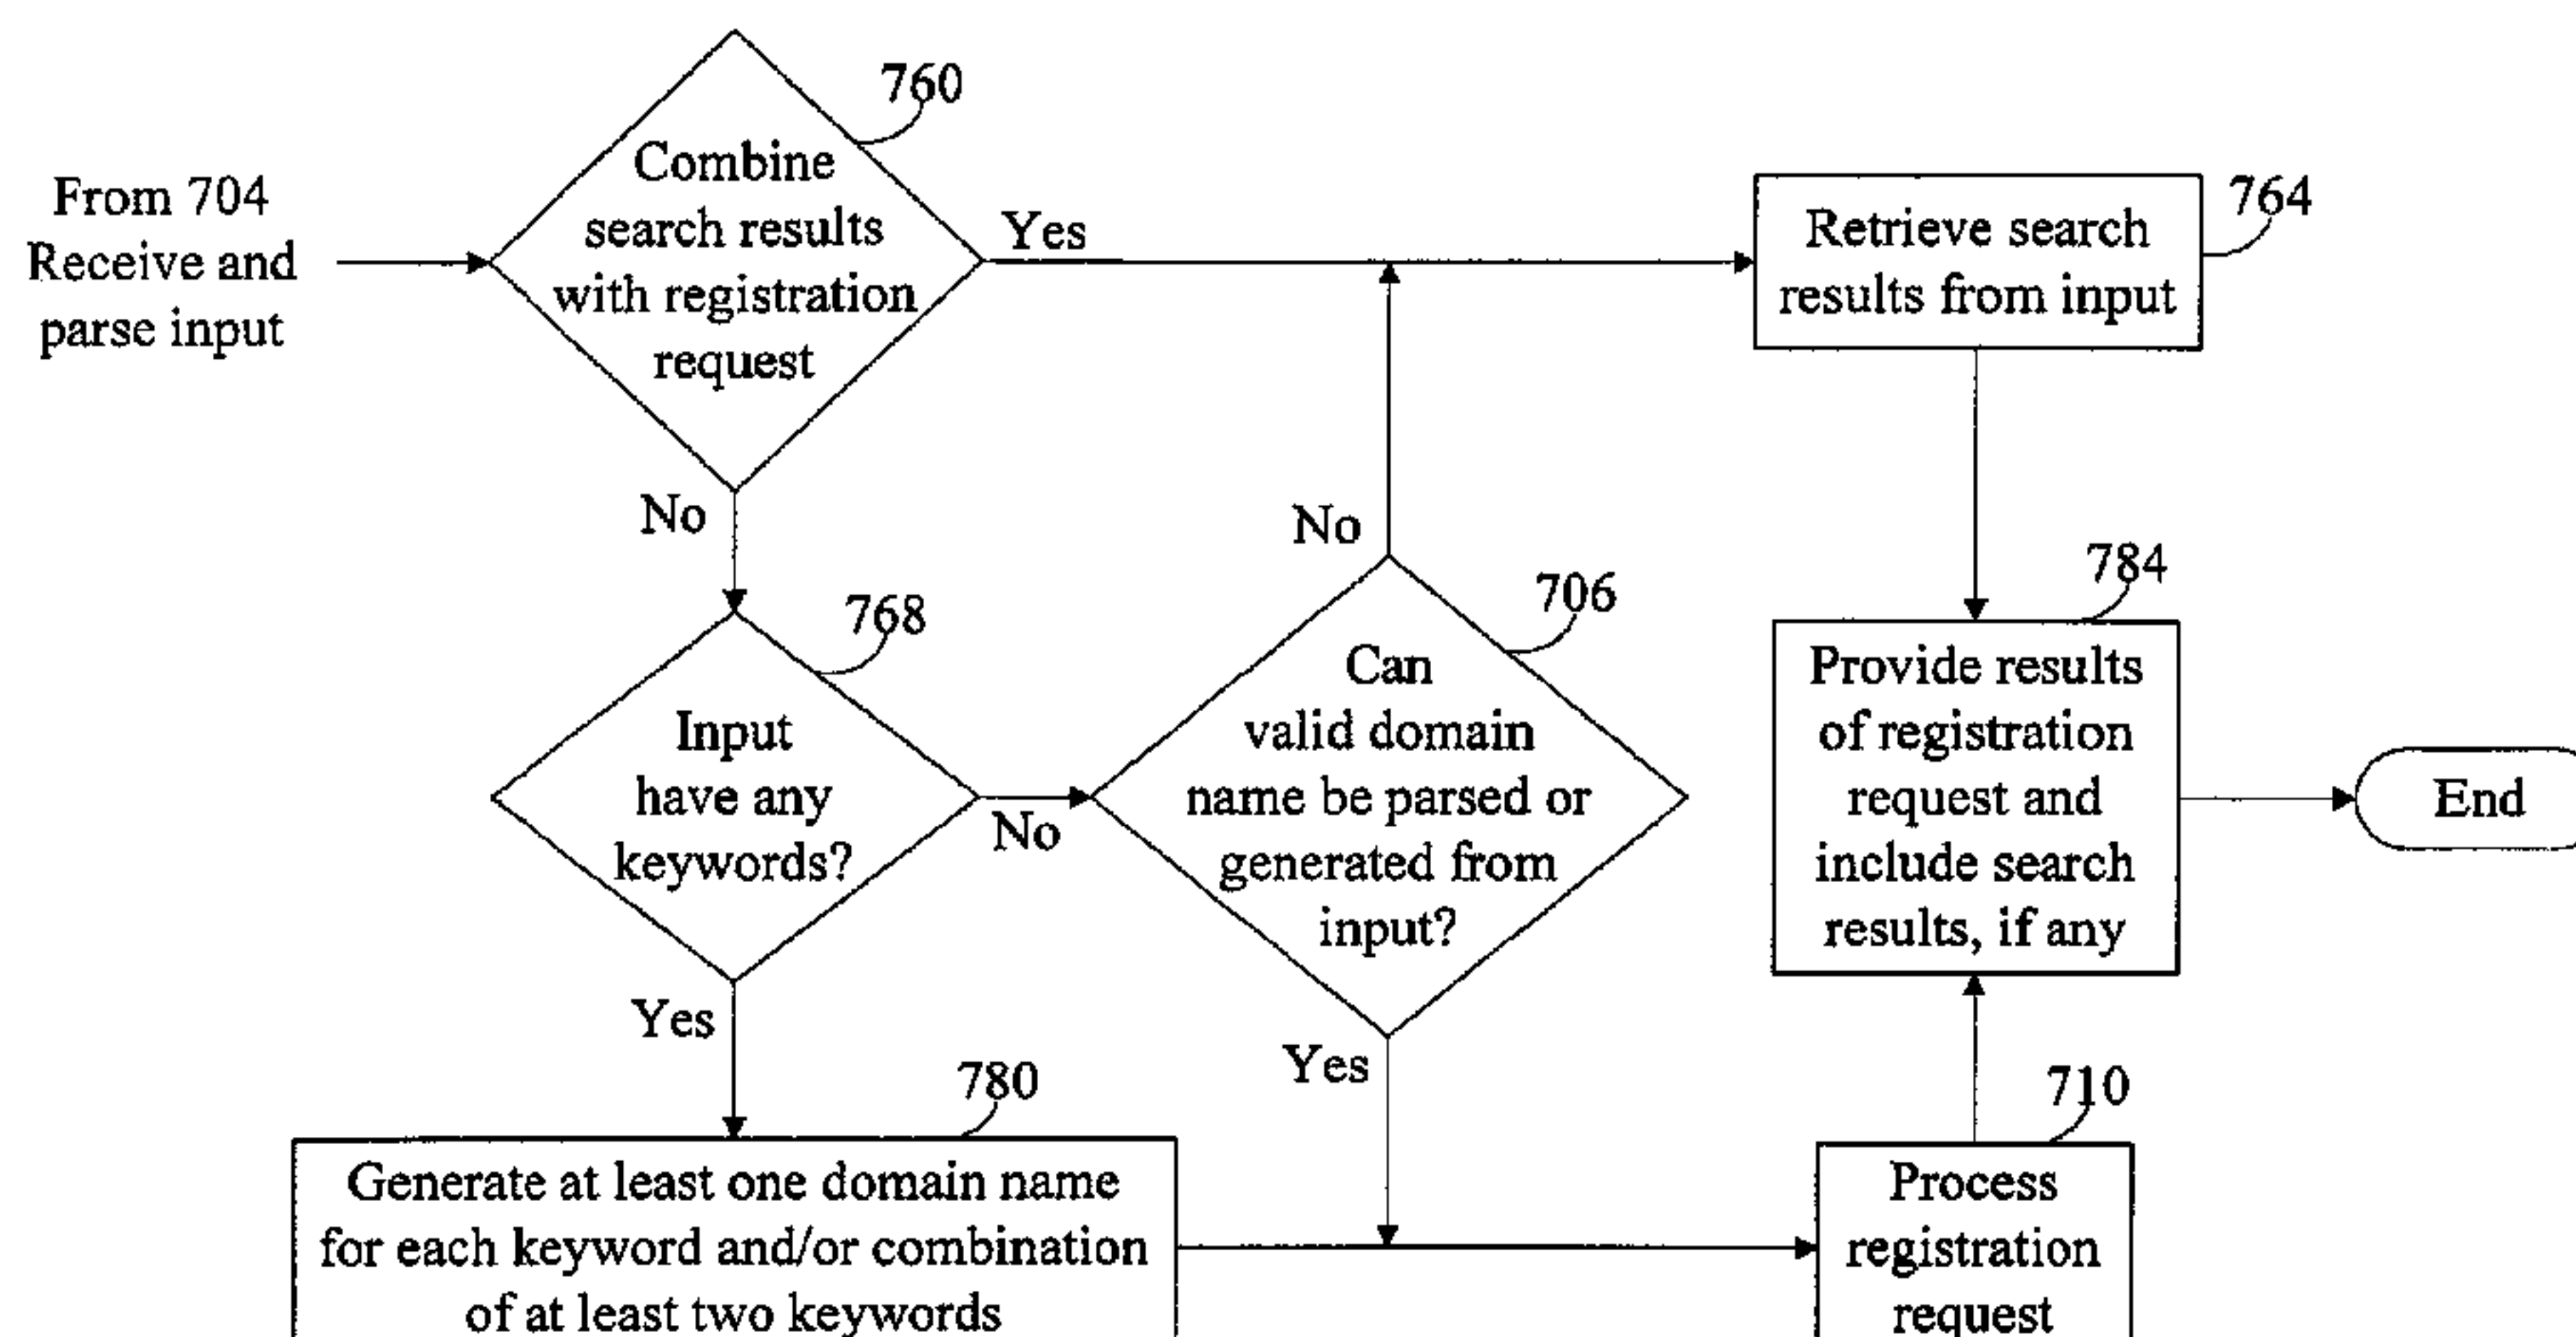 760
Combine
search results
with registration
request
From 704
Receive and
parse input
Yes
Retrieve search
results from input
764
No
No
768
706
784
Input
have any
keywords?
No
Can
valid domain
name be parsed or
generated from
input?
Provide results
of registration
request and
include search
results, if any
End
Yes
Yes
780
710
Generate at least one domain name
for each keyword and/or combination
of at least two keywords
Process
registration
request